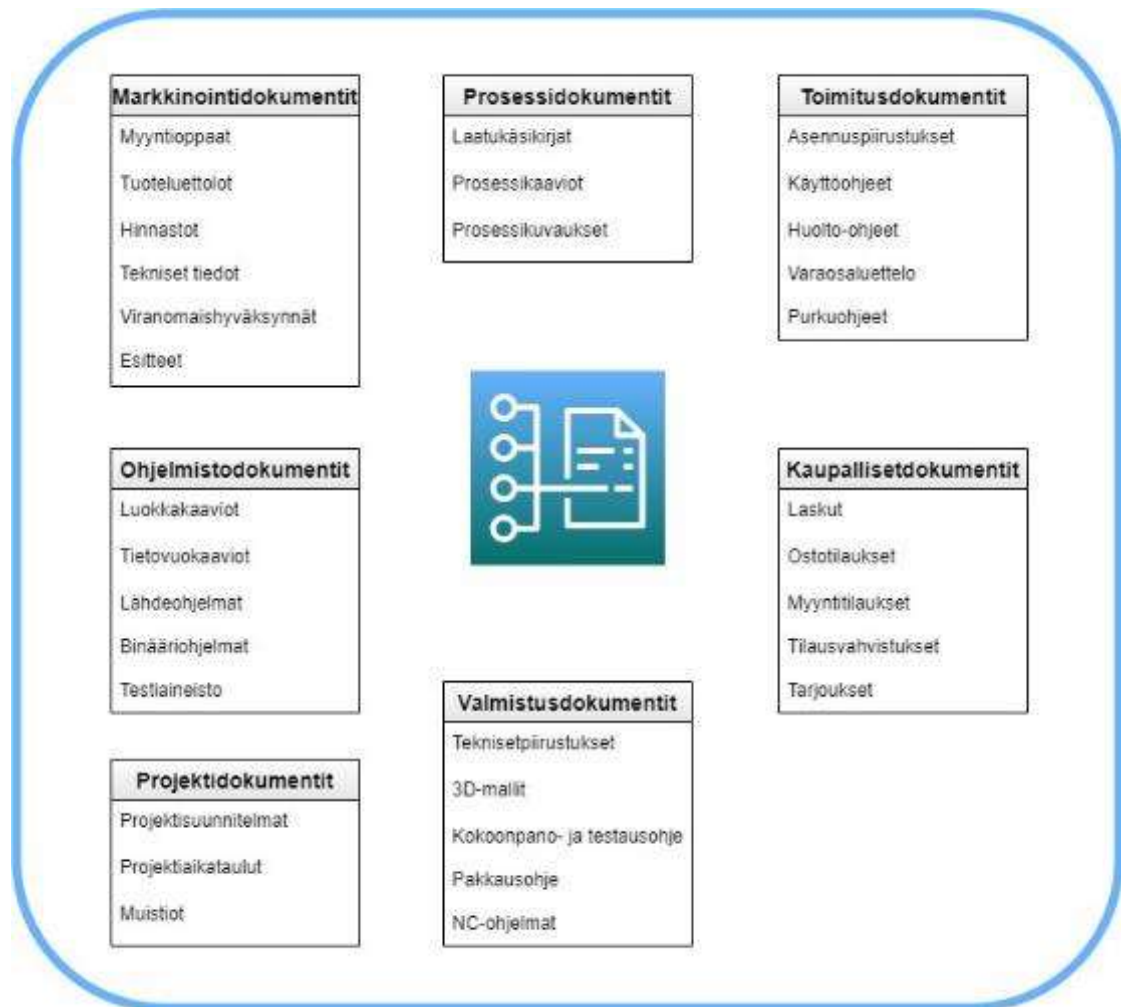 Markkinointidokumentit
Myyntioppaat
Tuoteluettolot
Hinnastot
Tekniset tiedot
Viranomaishyväksynnät
Esitteet
Prosessidokumentit
Laatukäsikirjat
Prosessikaaviot
Prosessikuvaukset
Toimitusdokumentit
Asennuspiirustukset
Käyttöohjeet
Huolto-ohjeet
Varaosaluettelo
Purkuohjeet
Ohjelmistodokumentit
Luokkakaaviot
Tietovuokaaviot
Lähdeohjelmat
Binääriohjelmat
Testiaineisto
Kaupallisetdokumentit
Laskut
Ostotilaukset
Myyntitilaukset
Tilausvahvistukset
Tarjoukset
Projektidokumentit
Projektisuunnitelmat
Projektiaikataulut
Muistiot
Valmistusdokumentit
Teknisetpiirustukset
3D-mallit
Kokoonpano- ja testausohje
Pakkausohje
NC-ohjelmat